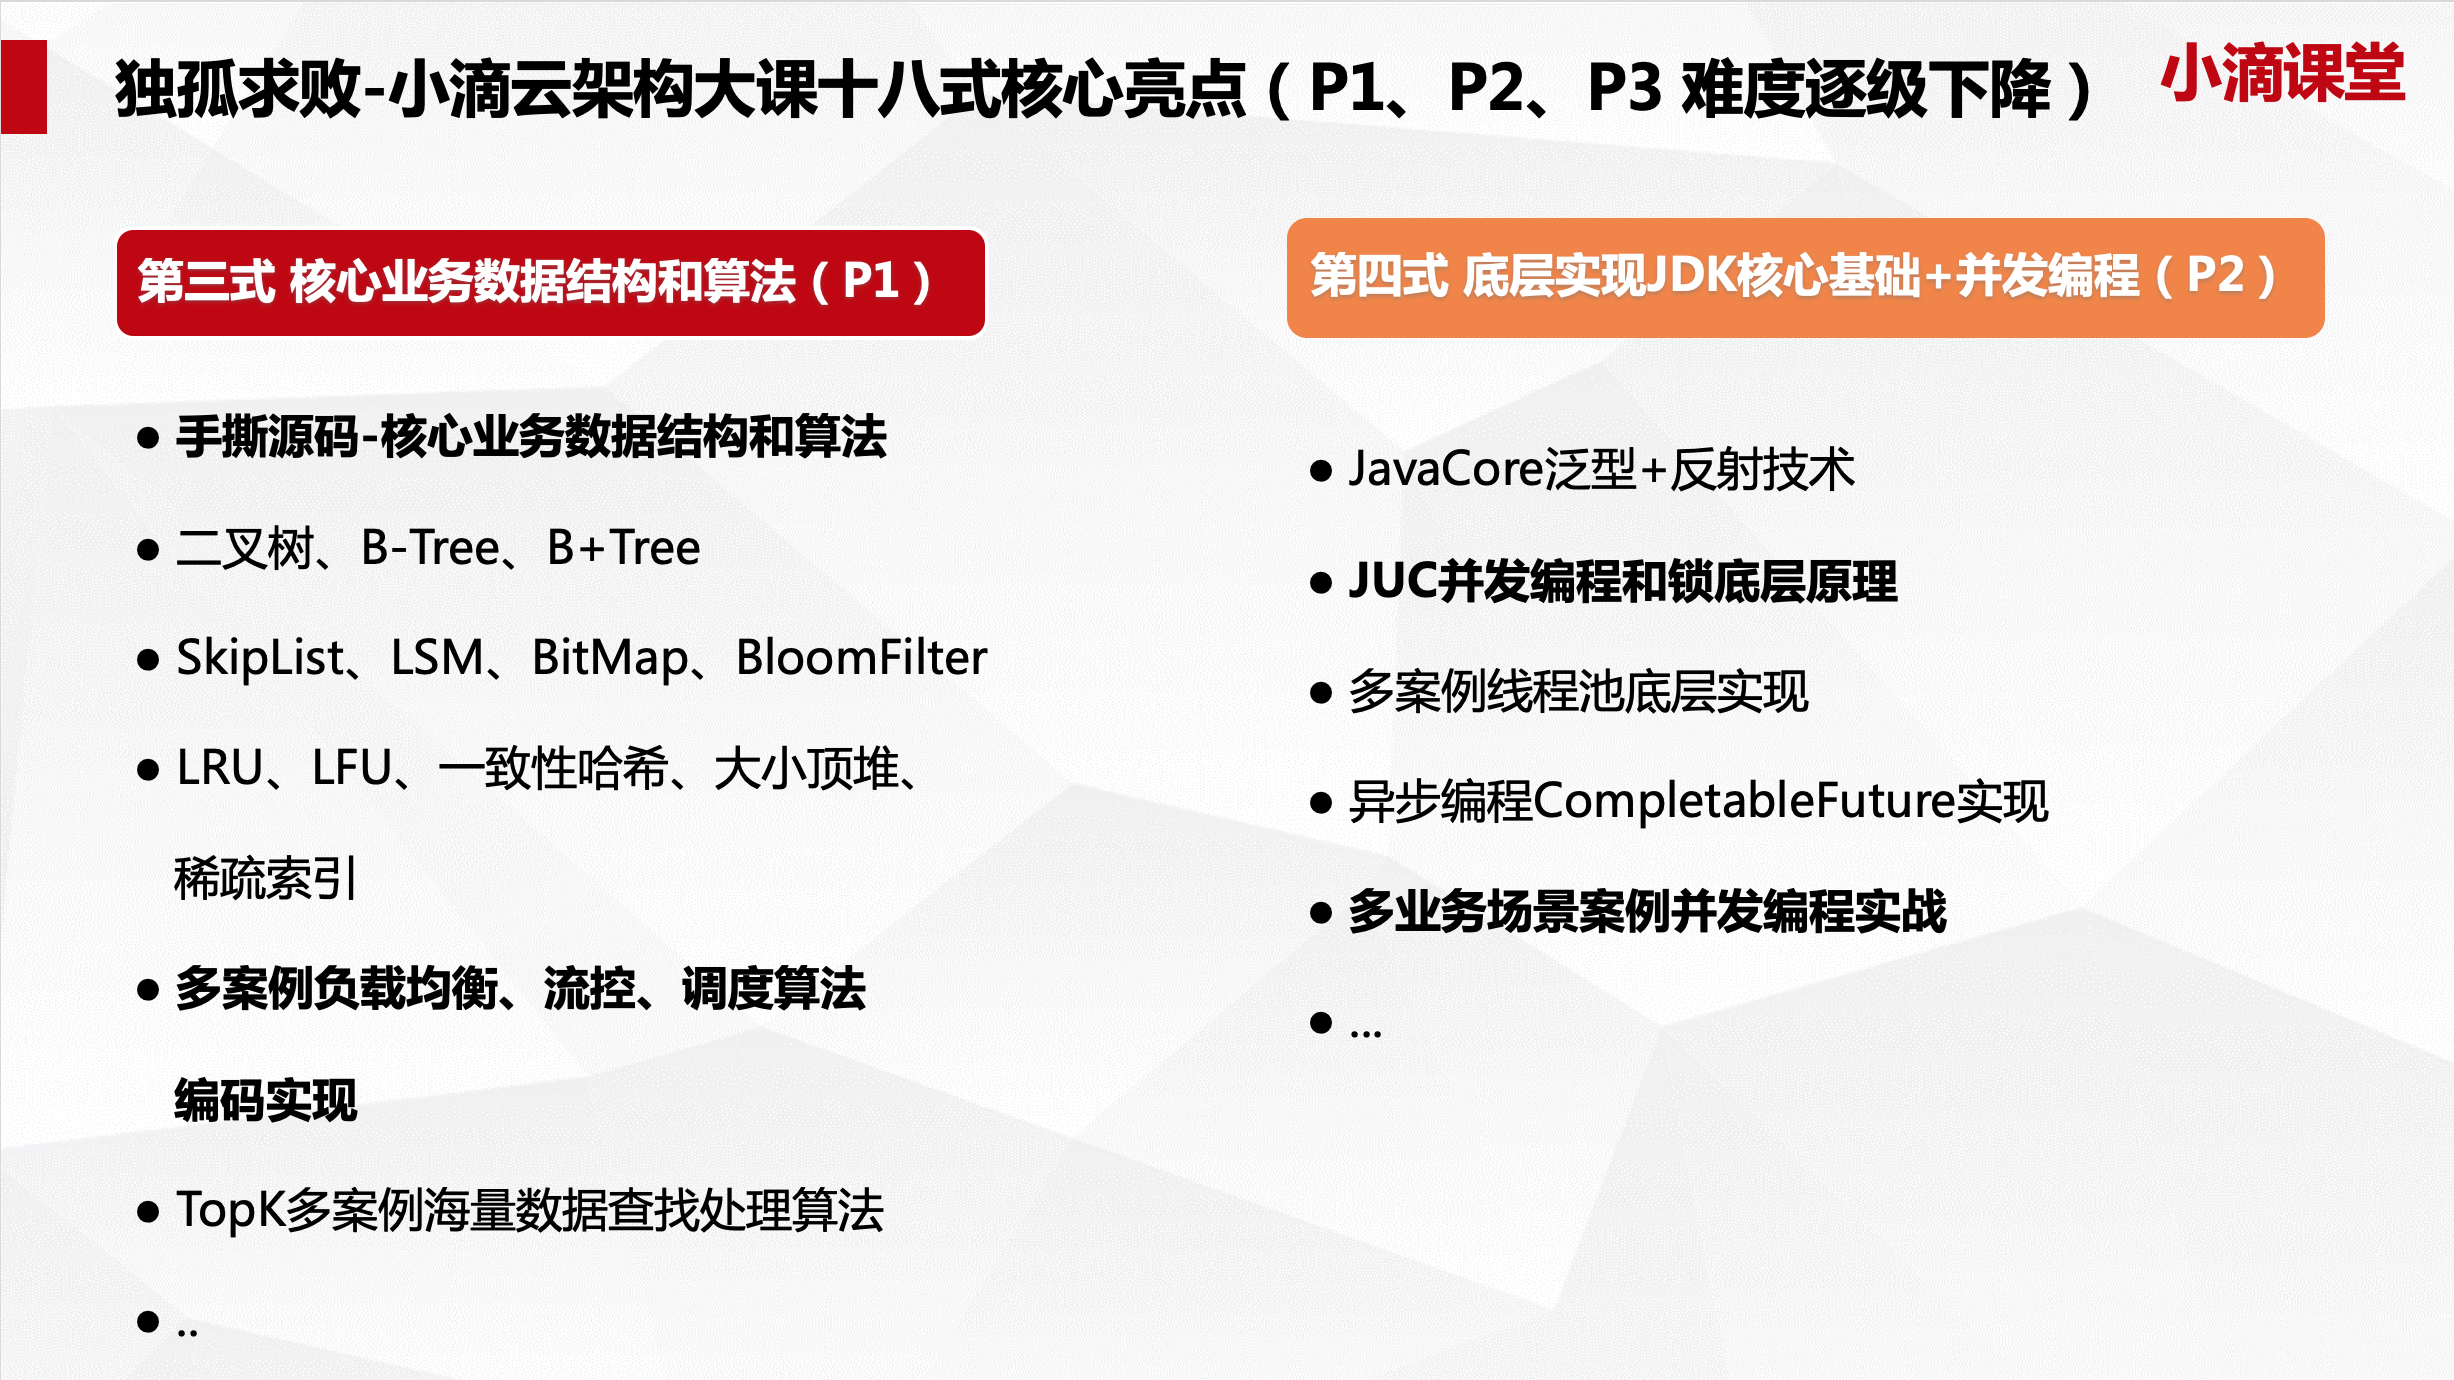 独孤求败-小滴云架构大课十八式核心亮点（P1、P2、P3 难度逐级下降）
小滴课堂
第三式 核心业务数据结构和算法（P1）
● 手撕源码-核心业务数据结构和算法
● 二叉树、B-Tree、B+Tree
● SkipList、LSM、BitMap、BloomFilter
● LRU、LFU、一致性哈希、大小顶堆、
稀疏索引
● 多案例负载均衡、流控、调度算法
编码实现
● TopK多案例海量数据查找处理算法
● ..
第四式 底层实现JDK核心基础+并发编程（P2）
● JavaCore泛型+反射技术
● JUC并发编程和锁底层原理
● 多案例线程池底层实现
● 异步编程CompletableFuture实现
● 多业务场景案例并发编程实战
● ...